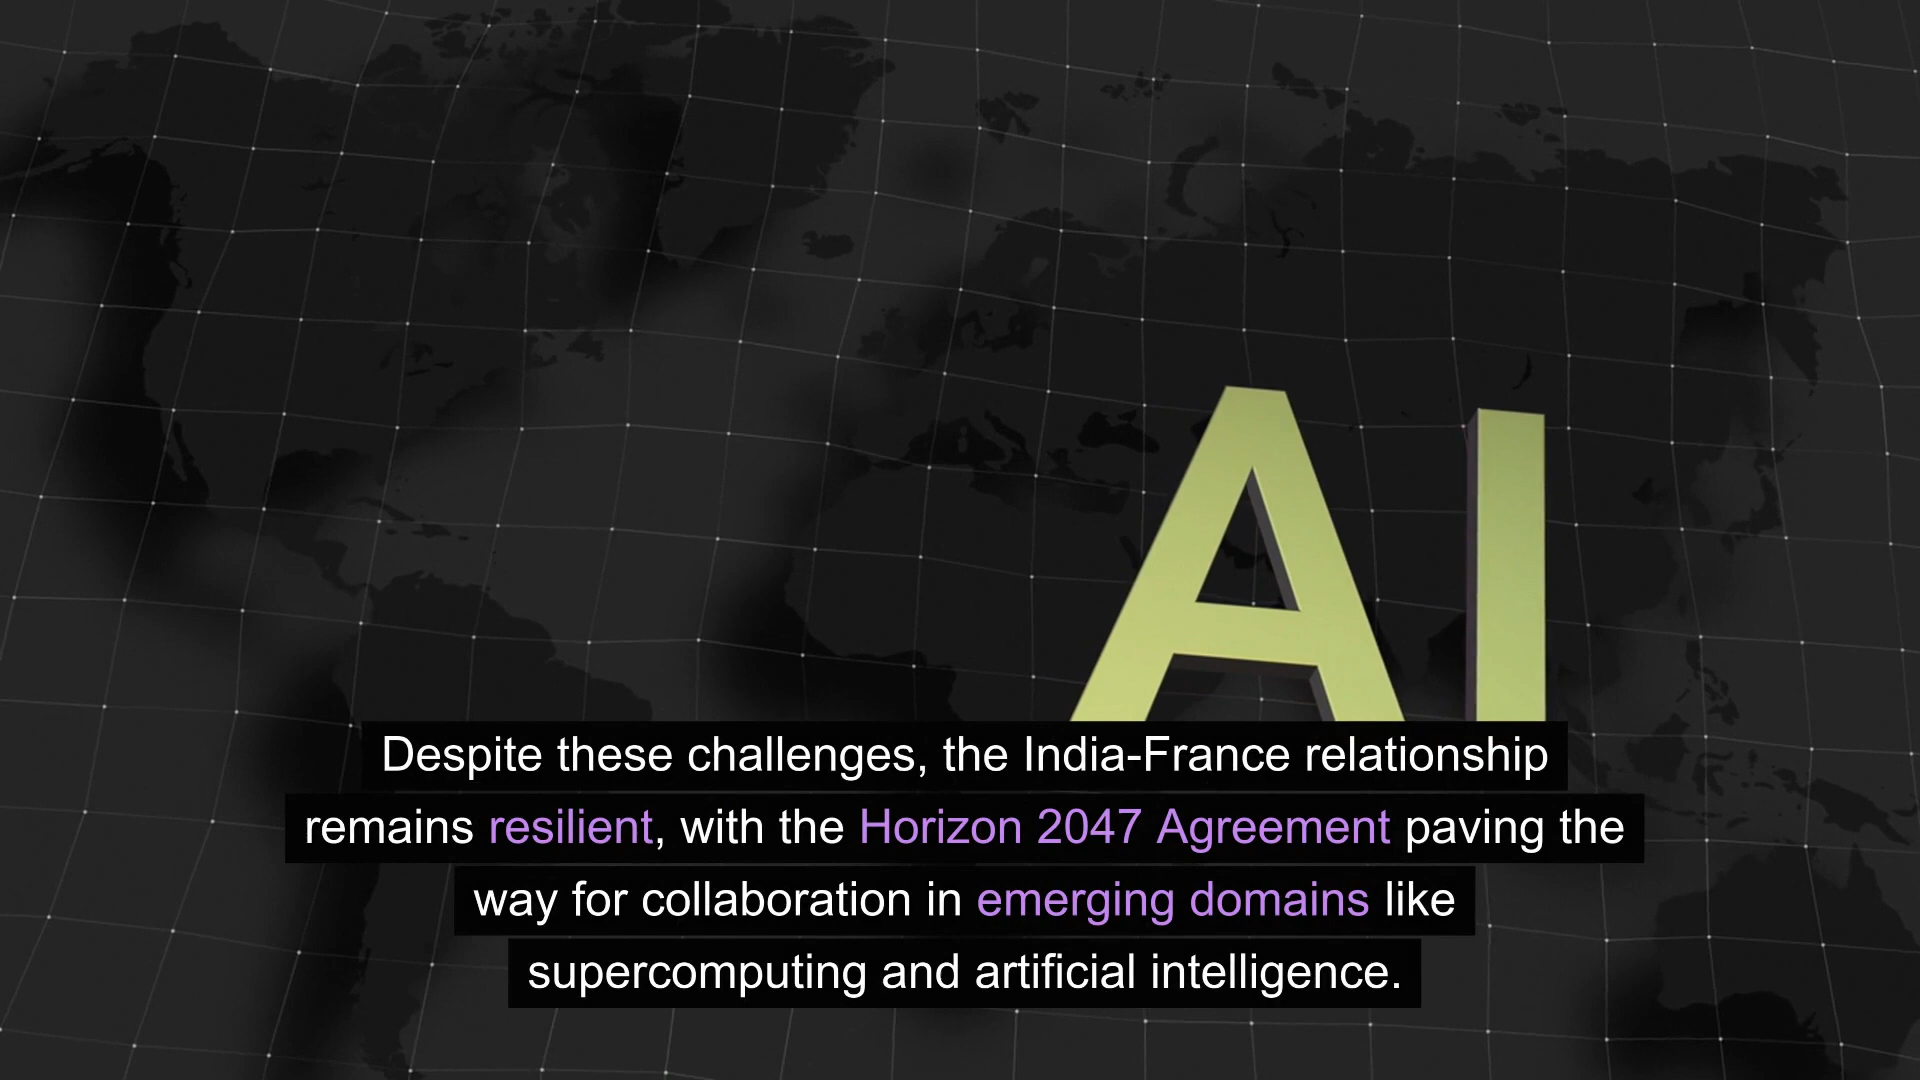 AI
Despite these challenges, the India-France relationship
remains resilient, with the Horizon 2047 Agreement paving the
way for collaboration in emerging domains like
supercomputing and artificial intelligence.